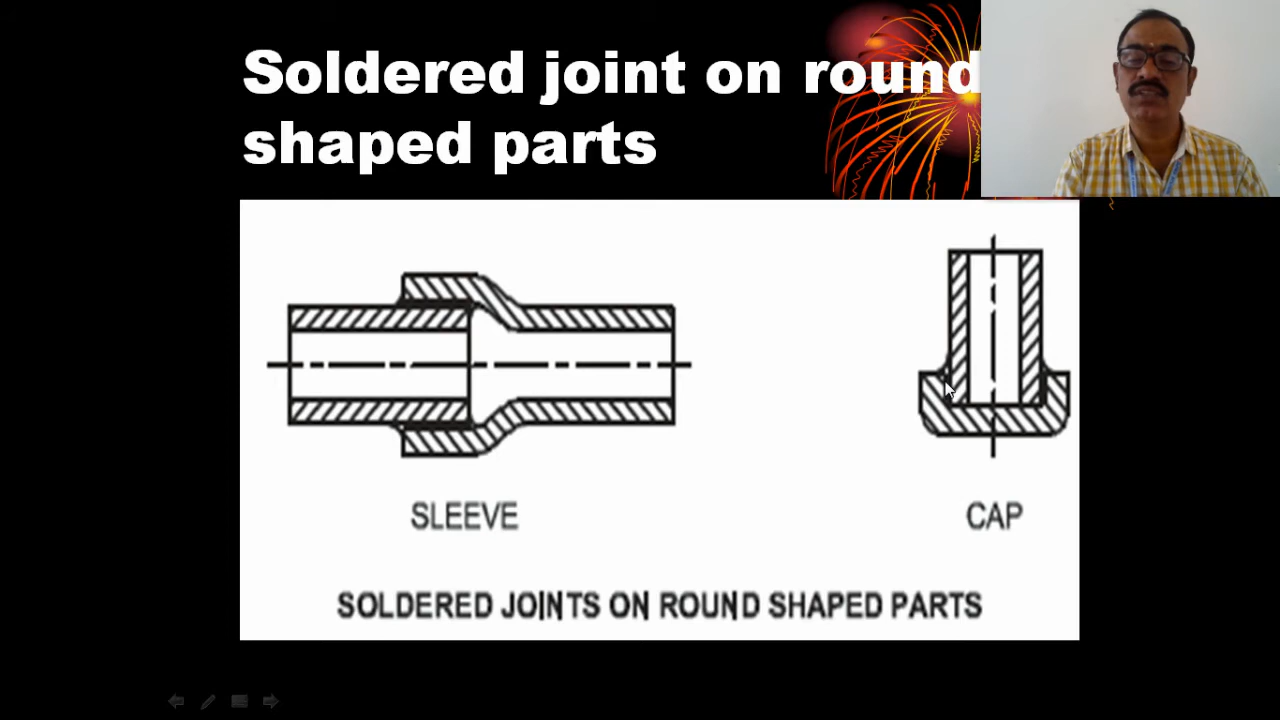 Soldered joint on round
shaped parts
SLEEVE
CAP
SOLDERED JOINTS ON ROUND SHAPED PARTS